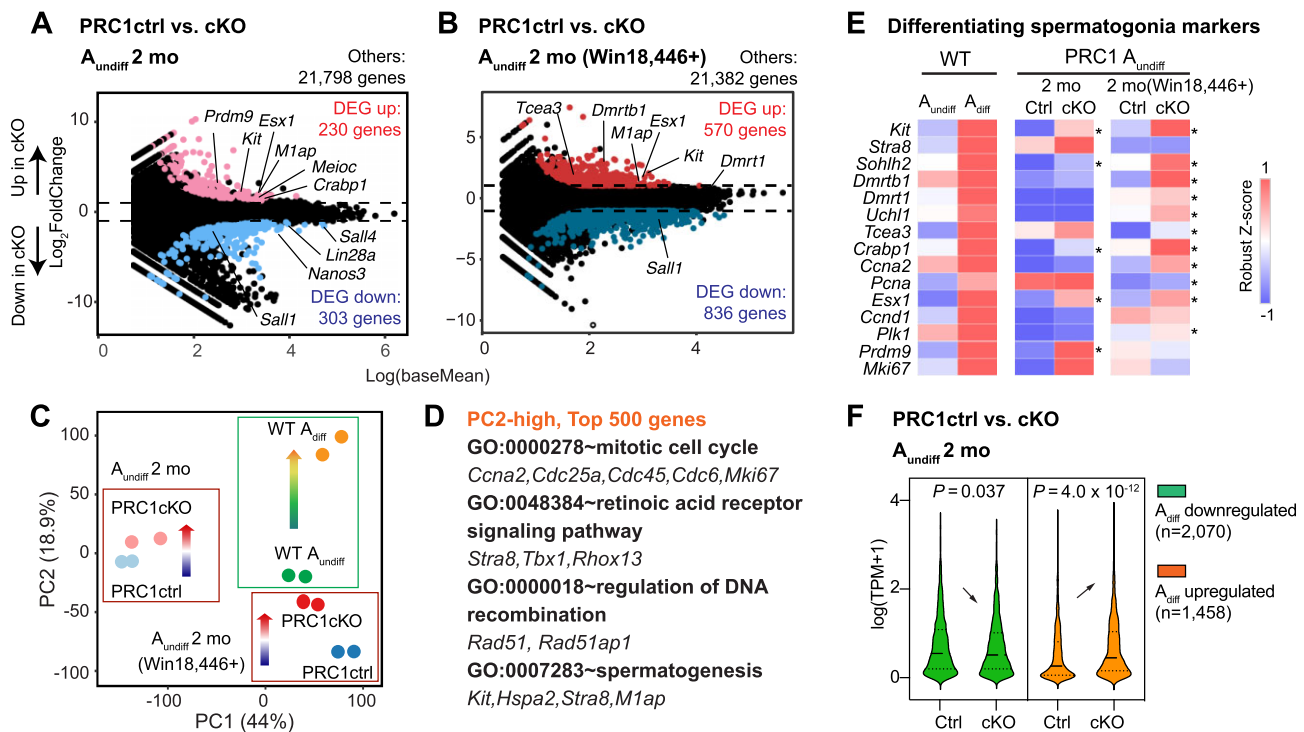 A PRC1ctrl vs. cKO
Aundiff 2 mo
Others:
21,798 genes
DEG up:
230 genes
Prdm9
Esx1
Kit
M1ap
Meioc
Crabp1
Sall4
Lin28a
Nanos3
Sall1
DEG down:
303 genes
Up in cKO
Down in cKO
Log2FoldChange
10
0
-10
0 2 4 6
Log(baseMean)
B PRC1ctrl vs. cKO
Aundiff 2 mo (Win18,446+)
Others:
21,382 genes
DEG up:
570 genes
Tcea3
Dmrtb1
M1ap
Esx1
Kit
Dmrt1
Sall1
DEG down:
836 genes
5
0
−5
−10
0 2 4 6
C
Aundiff 2 mo
PRC1cKO
PRC1ctrl
WT Adiff
WT Aundiff
PRC1cKO
PRC1ctrl
Aundiff 2 mo
(Win18,446+)
100
50
0
-50
-100
PC2 (18.9%)
-100 0 100
PC1 (44%)
D PC2-high, Top 500 genes
GO:0000278~mitotic cell cycle
Ccna2,Cdc25a,Cdc45,Cdc6,Mki67
GO:0048384~retinoic acid receptor
signaling pathway
Stra8,Tbx1,Rhox13
GO:0000018~regulation of DNA
recombination
Rad51, Rad51ap1
GO:0007283~spermatogenesis
Kit,Hspa2,Stra8,M1ap
E Differentiating spermatogonia markers
WT PRC1 Aundiff
2 mo 2 mo(Win18,446+)
Aundiff Adiff Ctrl cKO Ctrl cKO
Kit * *
Stra8
Sohlh2 * *
Dmrtb1 *
Dmrt1 *
Uchl1 *
Tcea3 *
Crabp1 * *
Ccna2 *
Pcna
Esx1 * *
Ccnd1
Plk1 *
Prdm9 *
Mki67
1
Robust Z-score
-1
F PRC1ctrl vs. cKO
Aundiff 2 mo
P = 0.037 P = 4.0 x 10-12
4
2
0
log(TPM+1)
Ctrl cKO Ctrl cKO
Adiff downregulated
(n=2,070)
Adiff upregulated
(n=1,458)